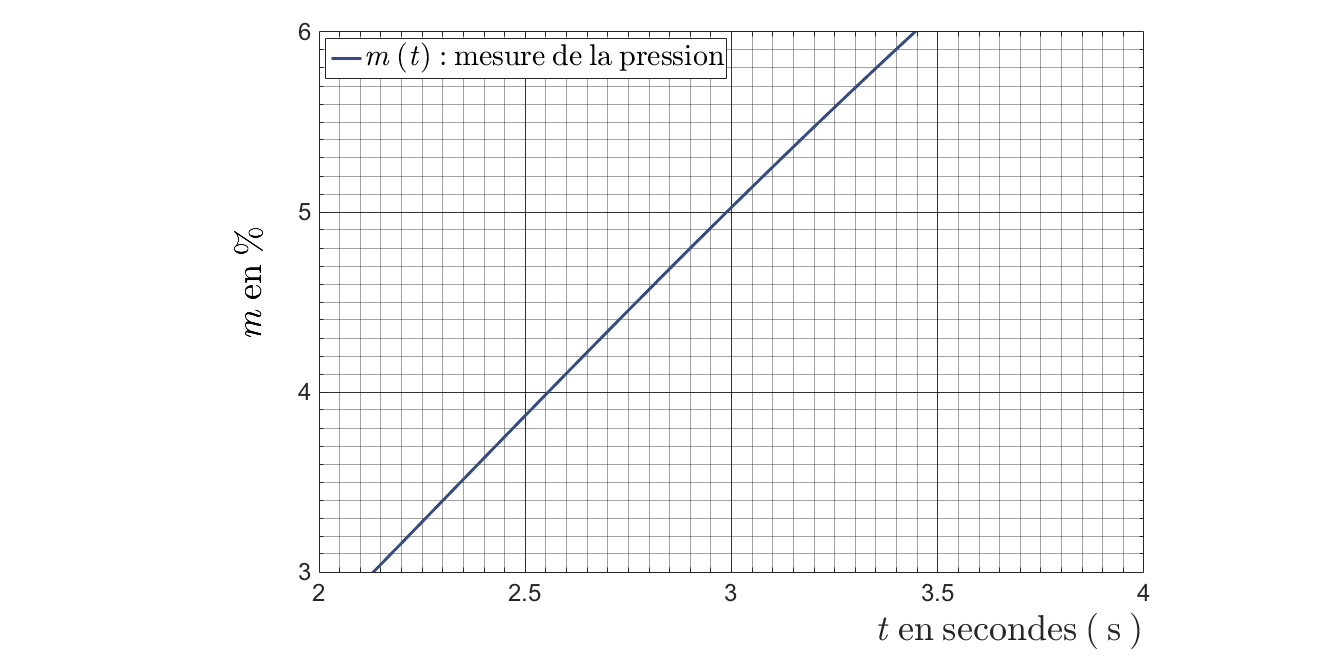 6
m (t) : mesure de la pression
5
m en %
4
3
2 2.5 3 3.5 4
t en secondes ( s )